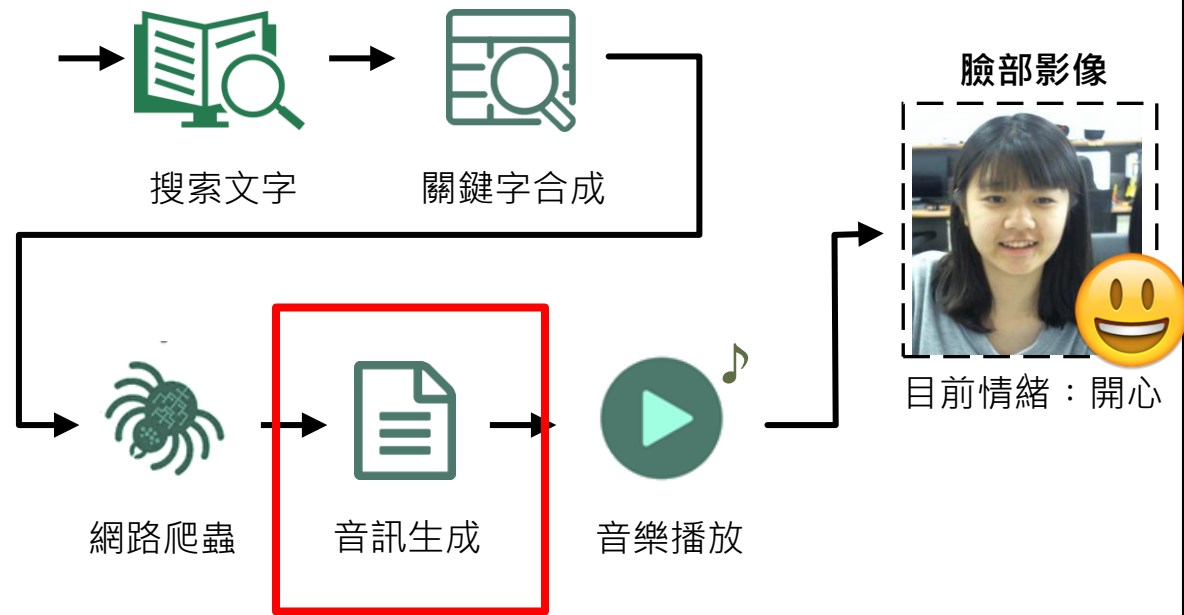 搜索文字
關鍵字合成
臉部影像
目前情緒：開心
網路爬蟲
音訊生成
音樂播放